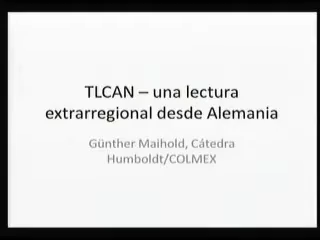 TLCAN – una lectura
extrarregional desde Alemania
Günther Maihold, Cátedra
Humboldt/COLMEX